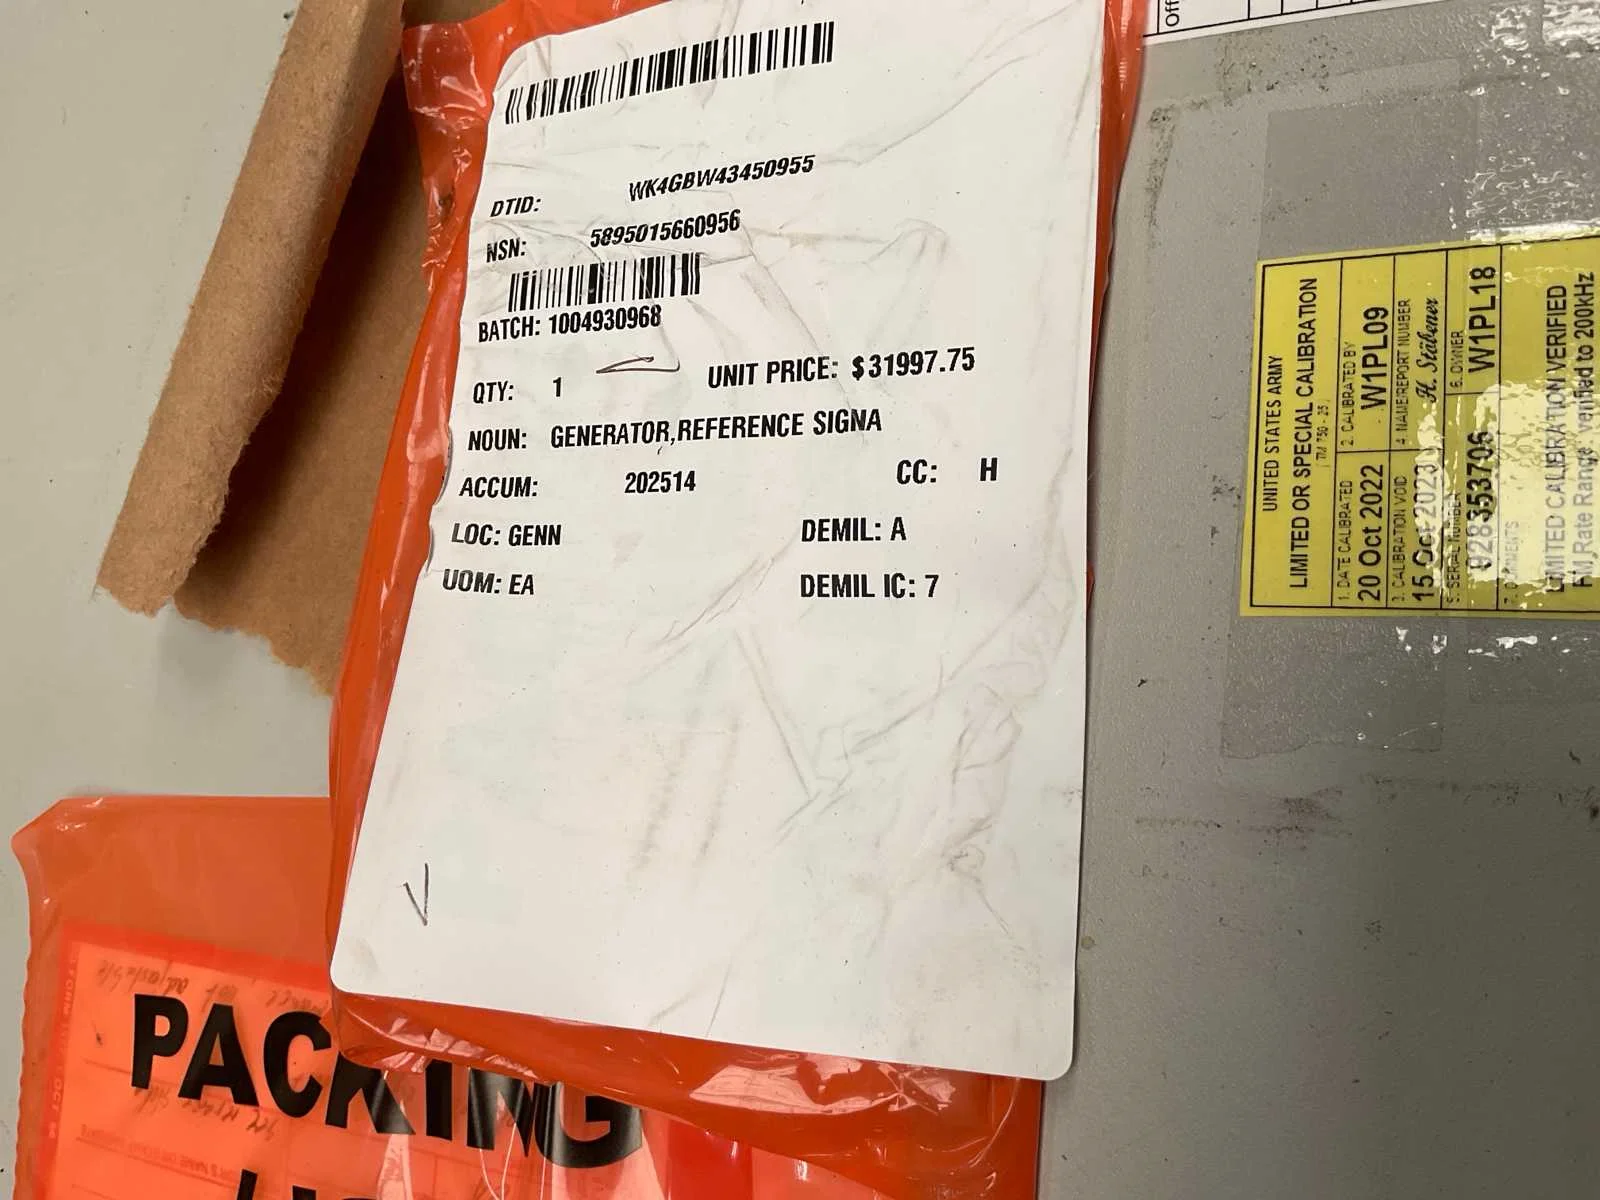 DTID: WK4GBW43450955
NSN: 5895015660956
BATCH: 1004930968
QTY: 1 UNIT PRICE: $31997.75
NOUN: GENERATOR,REFERENCE SIGNA
ACCUM: 202514 CC: H
LOC: GENN DEMIL: A
UOM: EA DEMIL IC: 7
PACKING
UNITED STATES ARMY
LIMITED OR SPECIAL CALIBRATION
1. DATE CALIBRATED 2. CALIBRATED BY
20 Oct 2022 W1PL09
3. CALIBRATION VOID 4. NAME/REPORT NUMBER
15 Oct 2023 H. Stübener
5. SERIAL NUMBER 6. OWNER
W1PL18
LIMITED CALIBRATION VERIFIED
FM Rate Range verified to 200kHz